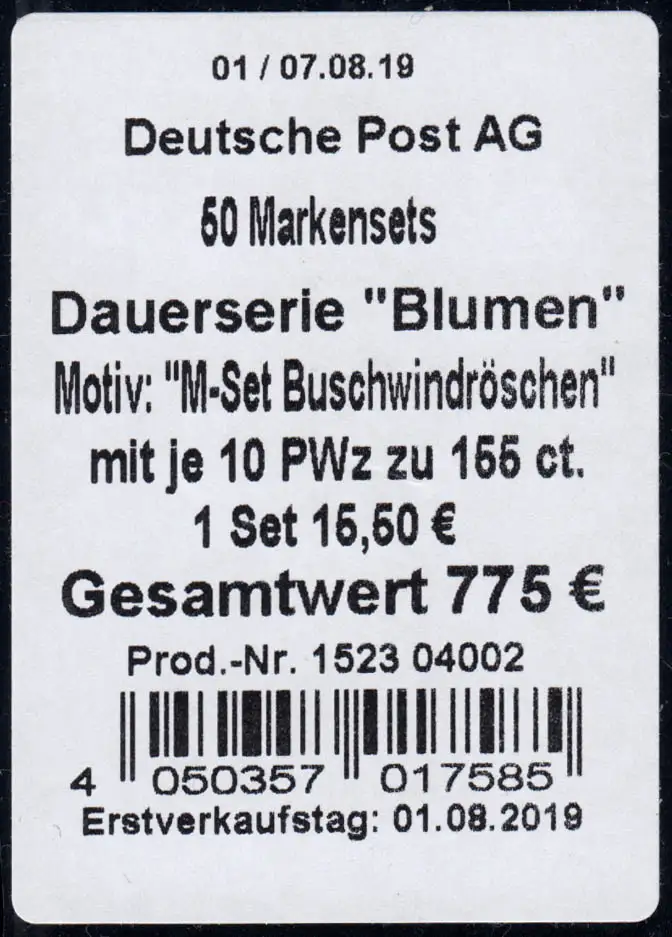 01 / 07.08.19
Deutsche Post AG
50 Markensets
Dauerserie "Blumen"
Motiv: "M-Set Buschwindröschen"
mit je 10 PWz zu 155 ct.
1 Set 15,50 €
Gesamtwert 775 €
Prod.-Nr. 1523 04002
4 050357 017585
Erstverkaufstag: 01.08.2019